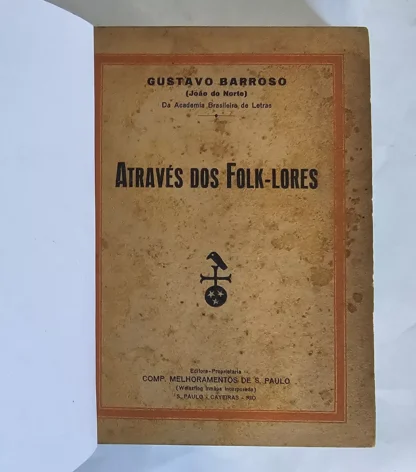 GUSTAVO BARROSO
(João do Norte)
Da Academia Brasileira de Letras
ATRAVÉS DOS FOLK-LORES
Editora-Proprietaria
COMP. MELHORAMENTOS DE S. PAULO
(Weiszflog Irmãos incorporada)
S. PAULO - CAYEIRAS - RIO